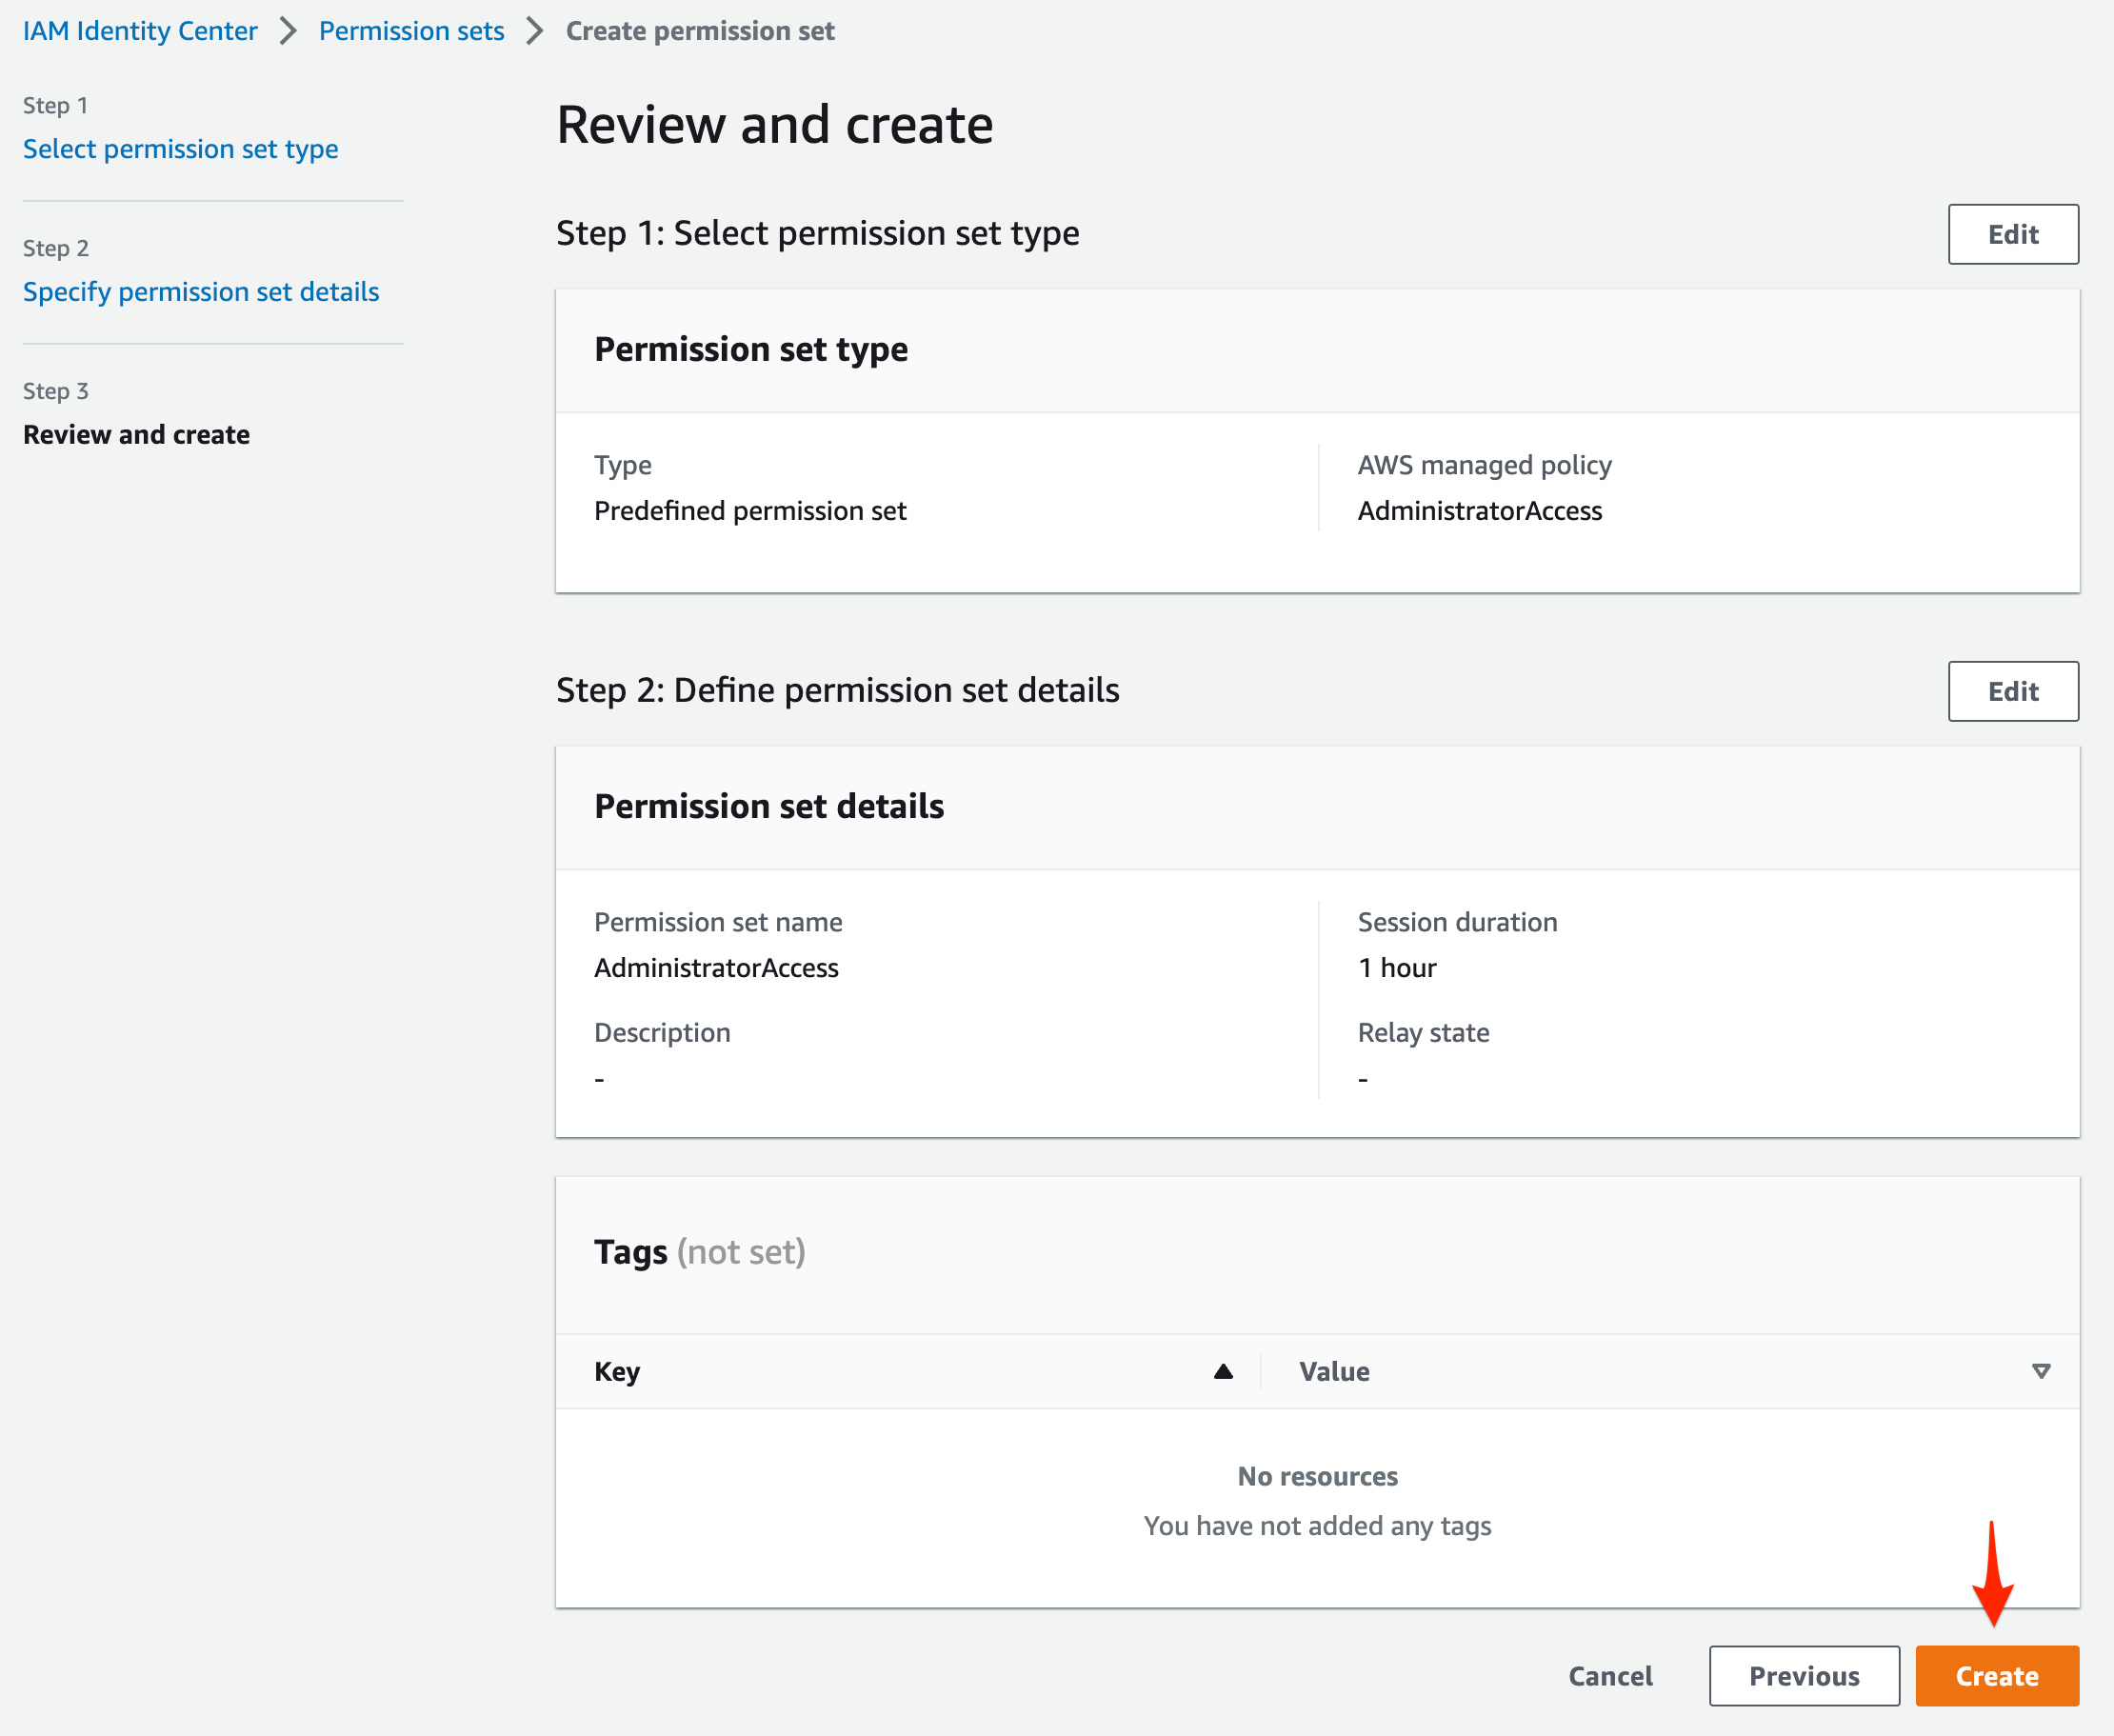 IAM Identity Center > Permission sets > Create permission set
Step 1
Select permission set type
Step 2
Specify permission set details
Step 3
Review and create
Review and create
Step 1: Select permission set type
Edit
Permission set type
Type
Predefined permission set
AWS managed policy
AdministratorAccess
Step 2: Define permission set details
Edit
Permission set details
Permission set name
AdministratorAccess
Session duration
1 hour
Description
-
Relay state
-
Tags (not set)
Key
Value
No resources
You have not added any tags
Cancel
Previous
Create